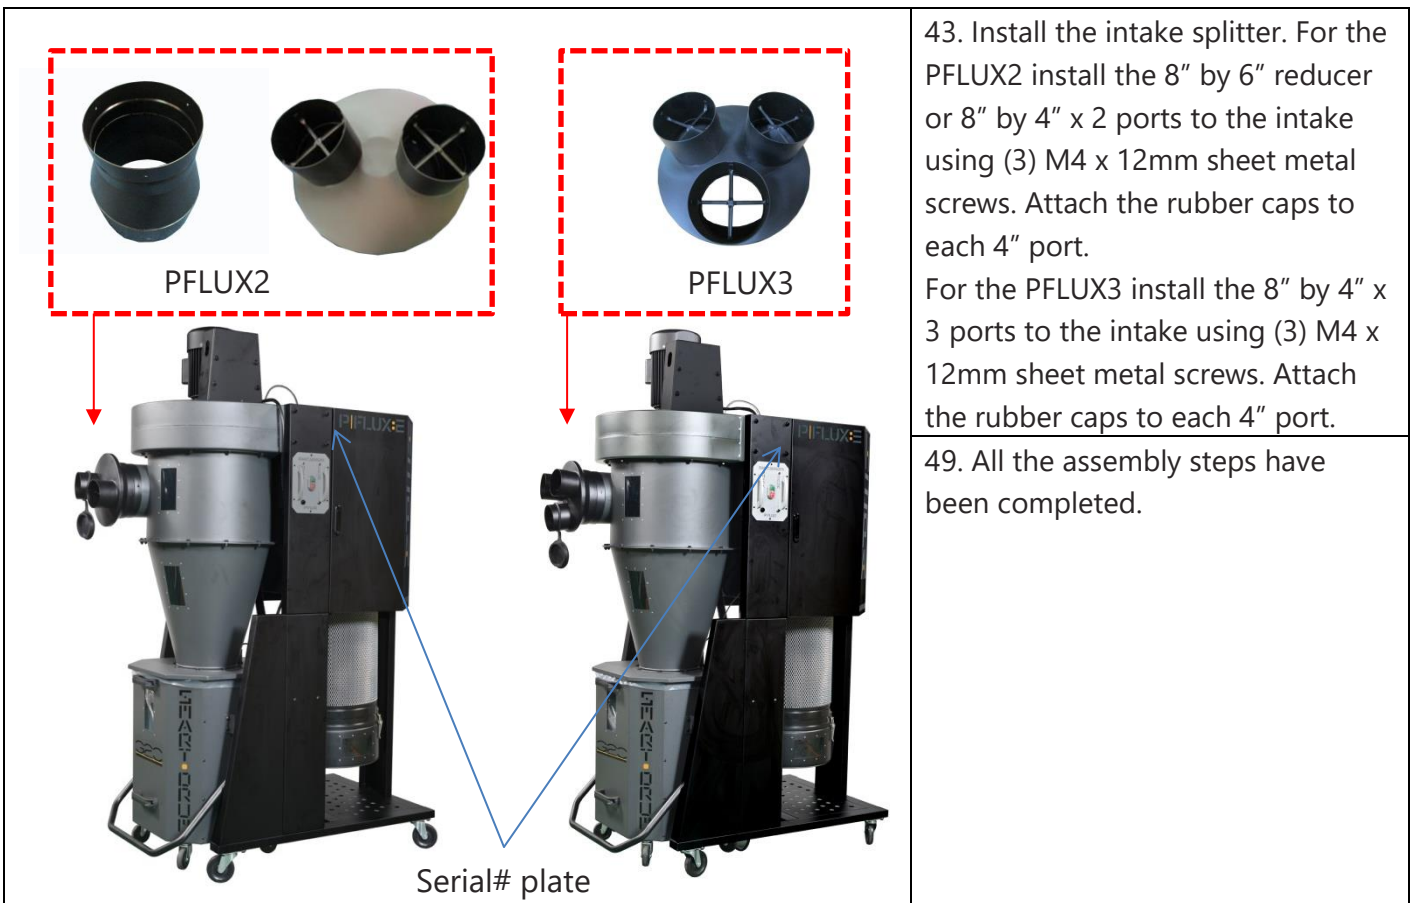 PFLUX2
PFLUX3
PFLUX:E
PFLUX:E
SMART•DRUM
SMART•DRUM
Serial# plate
43. Install the intake splitter. For the
PFLUX2 install the 8” by 6” reducer
or 8” by 4” x 2 ports to the intake
using (3) M4 x 12mm sheet metal
screws. Attach the rubber caps to
each 4” port.
For the PFLUX3 install the 8” by 4” x
3 ports to the intake using (3) M4 x
12mm sheet metal screws. Attach
the rubber caps to each 4” port.
49. All the assembly steps have
been completed.